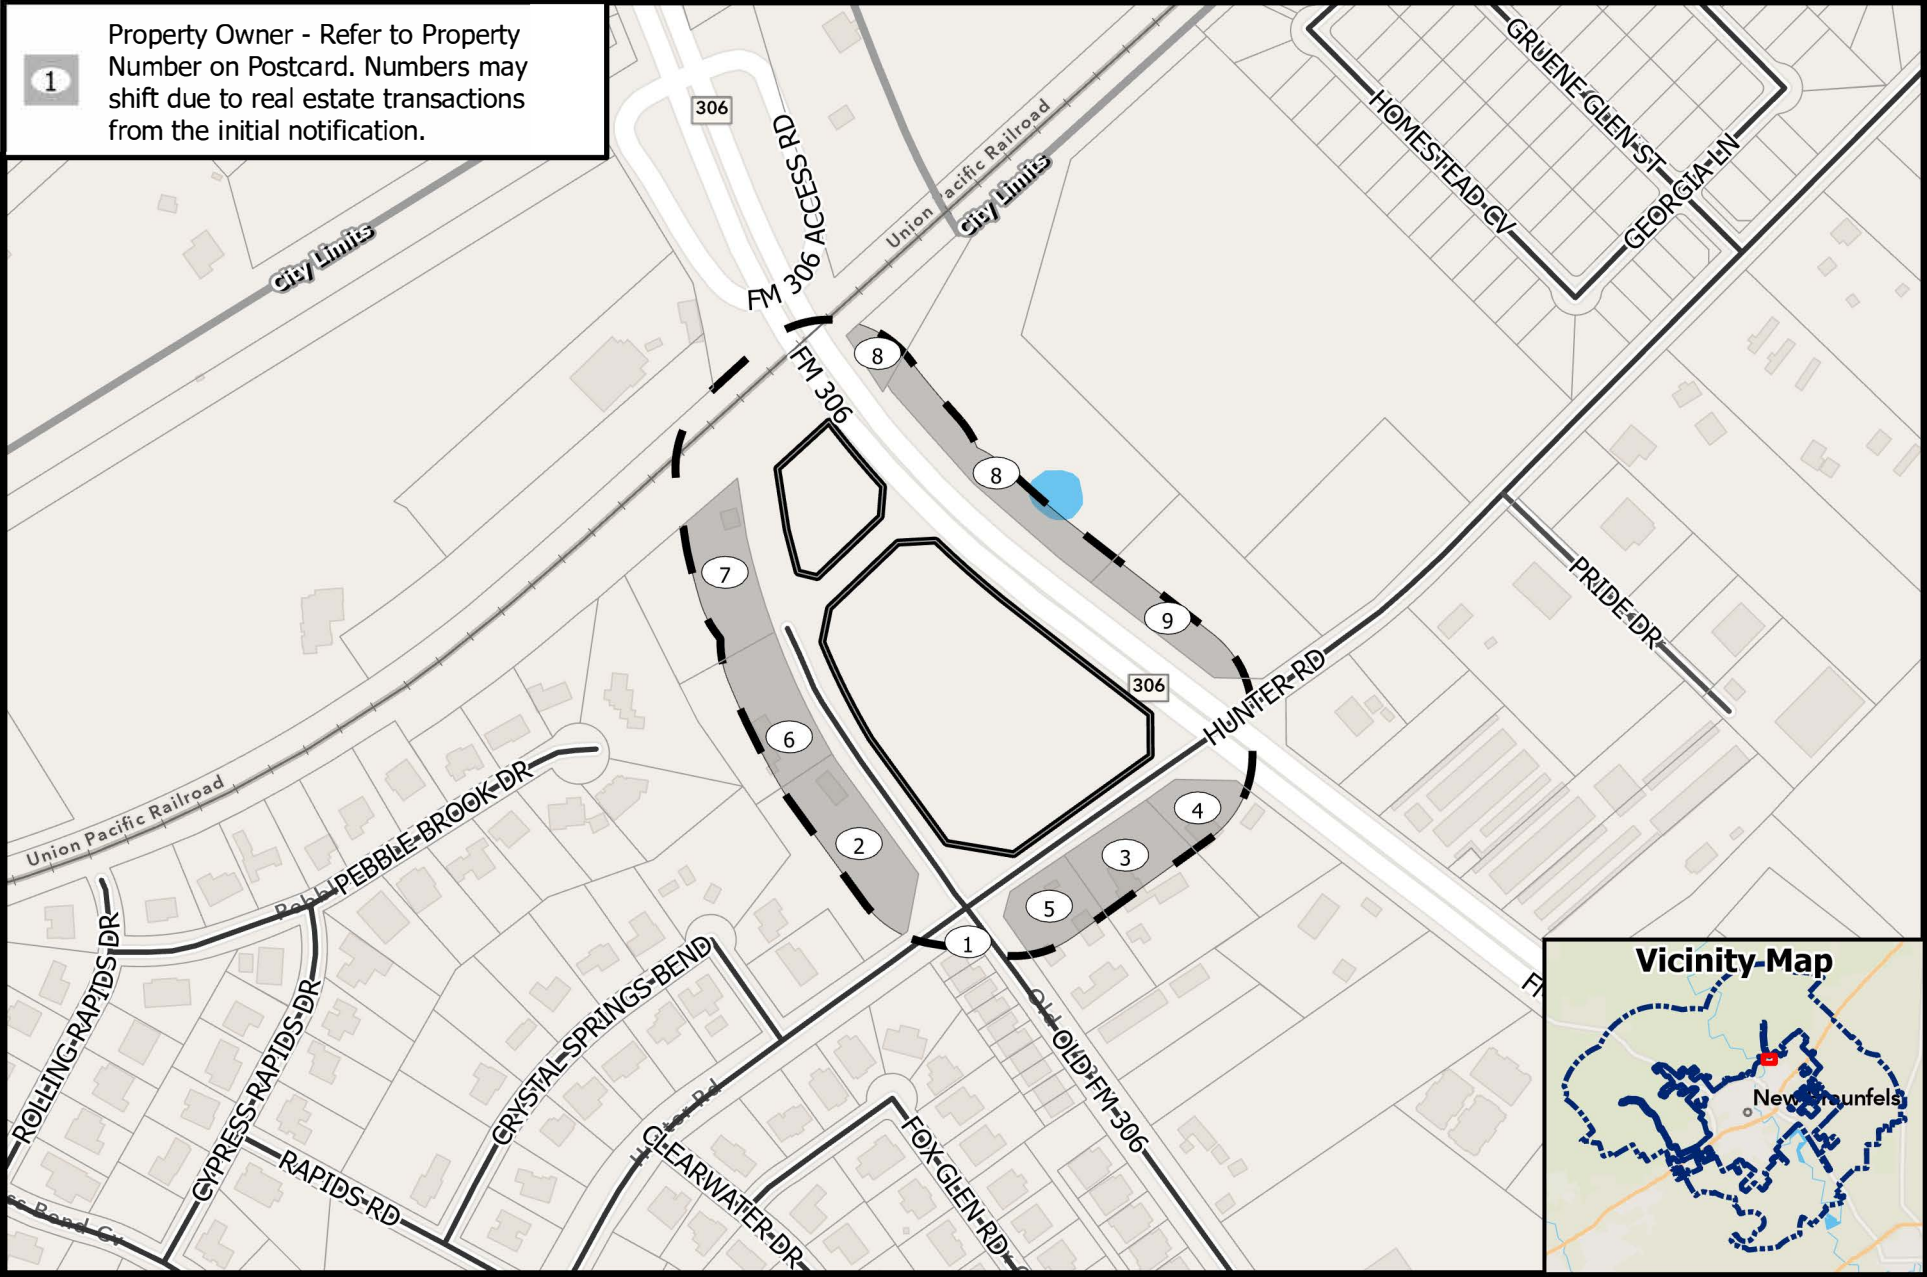 1
Property Owner - Refer to Property
Number on Postcard. Numbers may
shift due to real estate transactions
from the initial notification.
306
FM 306 ACCESS RD
Union Pacific Railroad
City Limits
City Limits
GRUENE GLEN ST
HOMESTEAD CV
GEORGIA LN
FM 306
8
8
7
9
PRIDE DR
6
306
HUNTER RD
2
4
3
5
1
Union Pacific Railroad
PEBBLE BROOK DR
ROLLING RAPIDS DR
CYPRESS RAPIDS DR
CRYSTAL SPRINGS BEND
RAPIDS RD
CLEARWATER DR
FOX GLEN RD
Old
OLD FM 306
Vicinity Map
New Braunfels